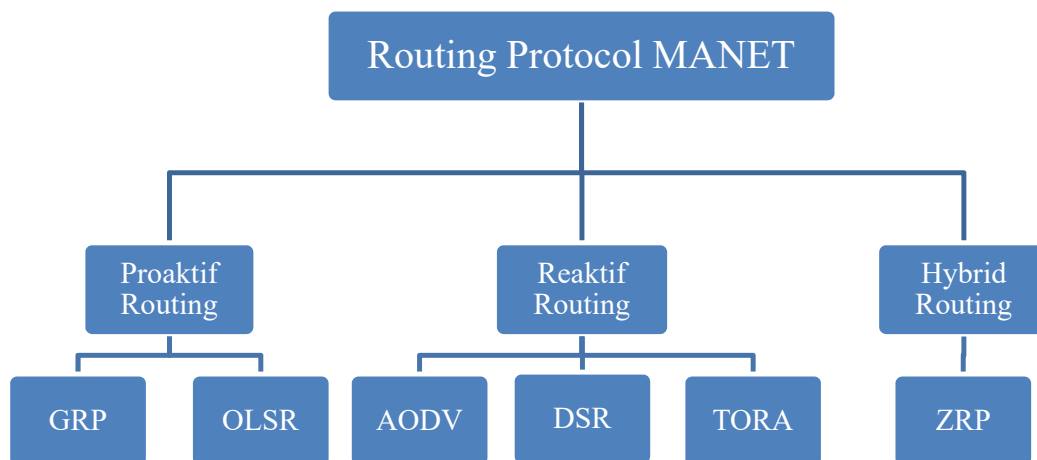 Routing Protocol MANET
Proaktif
Routing
Reaktif
Routing
Hybrid
Routing
GRP
OLSR
AODV
DSR
TORA
ZRP